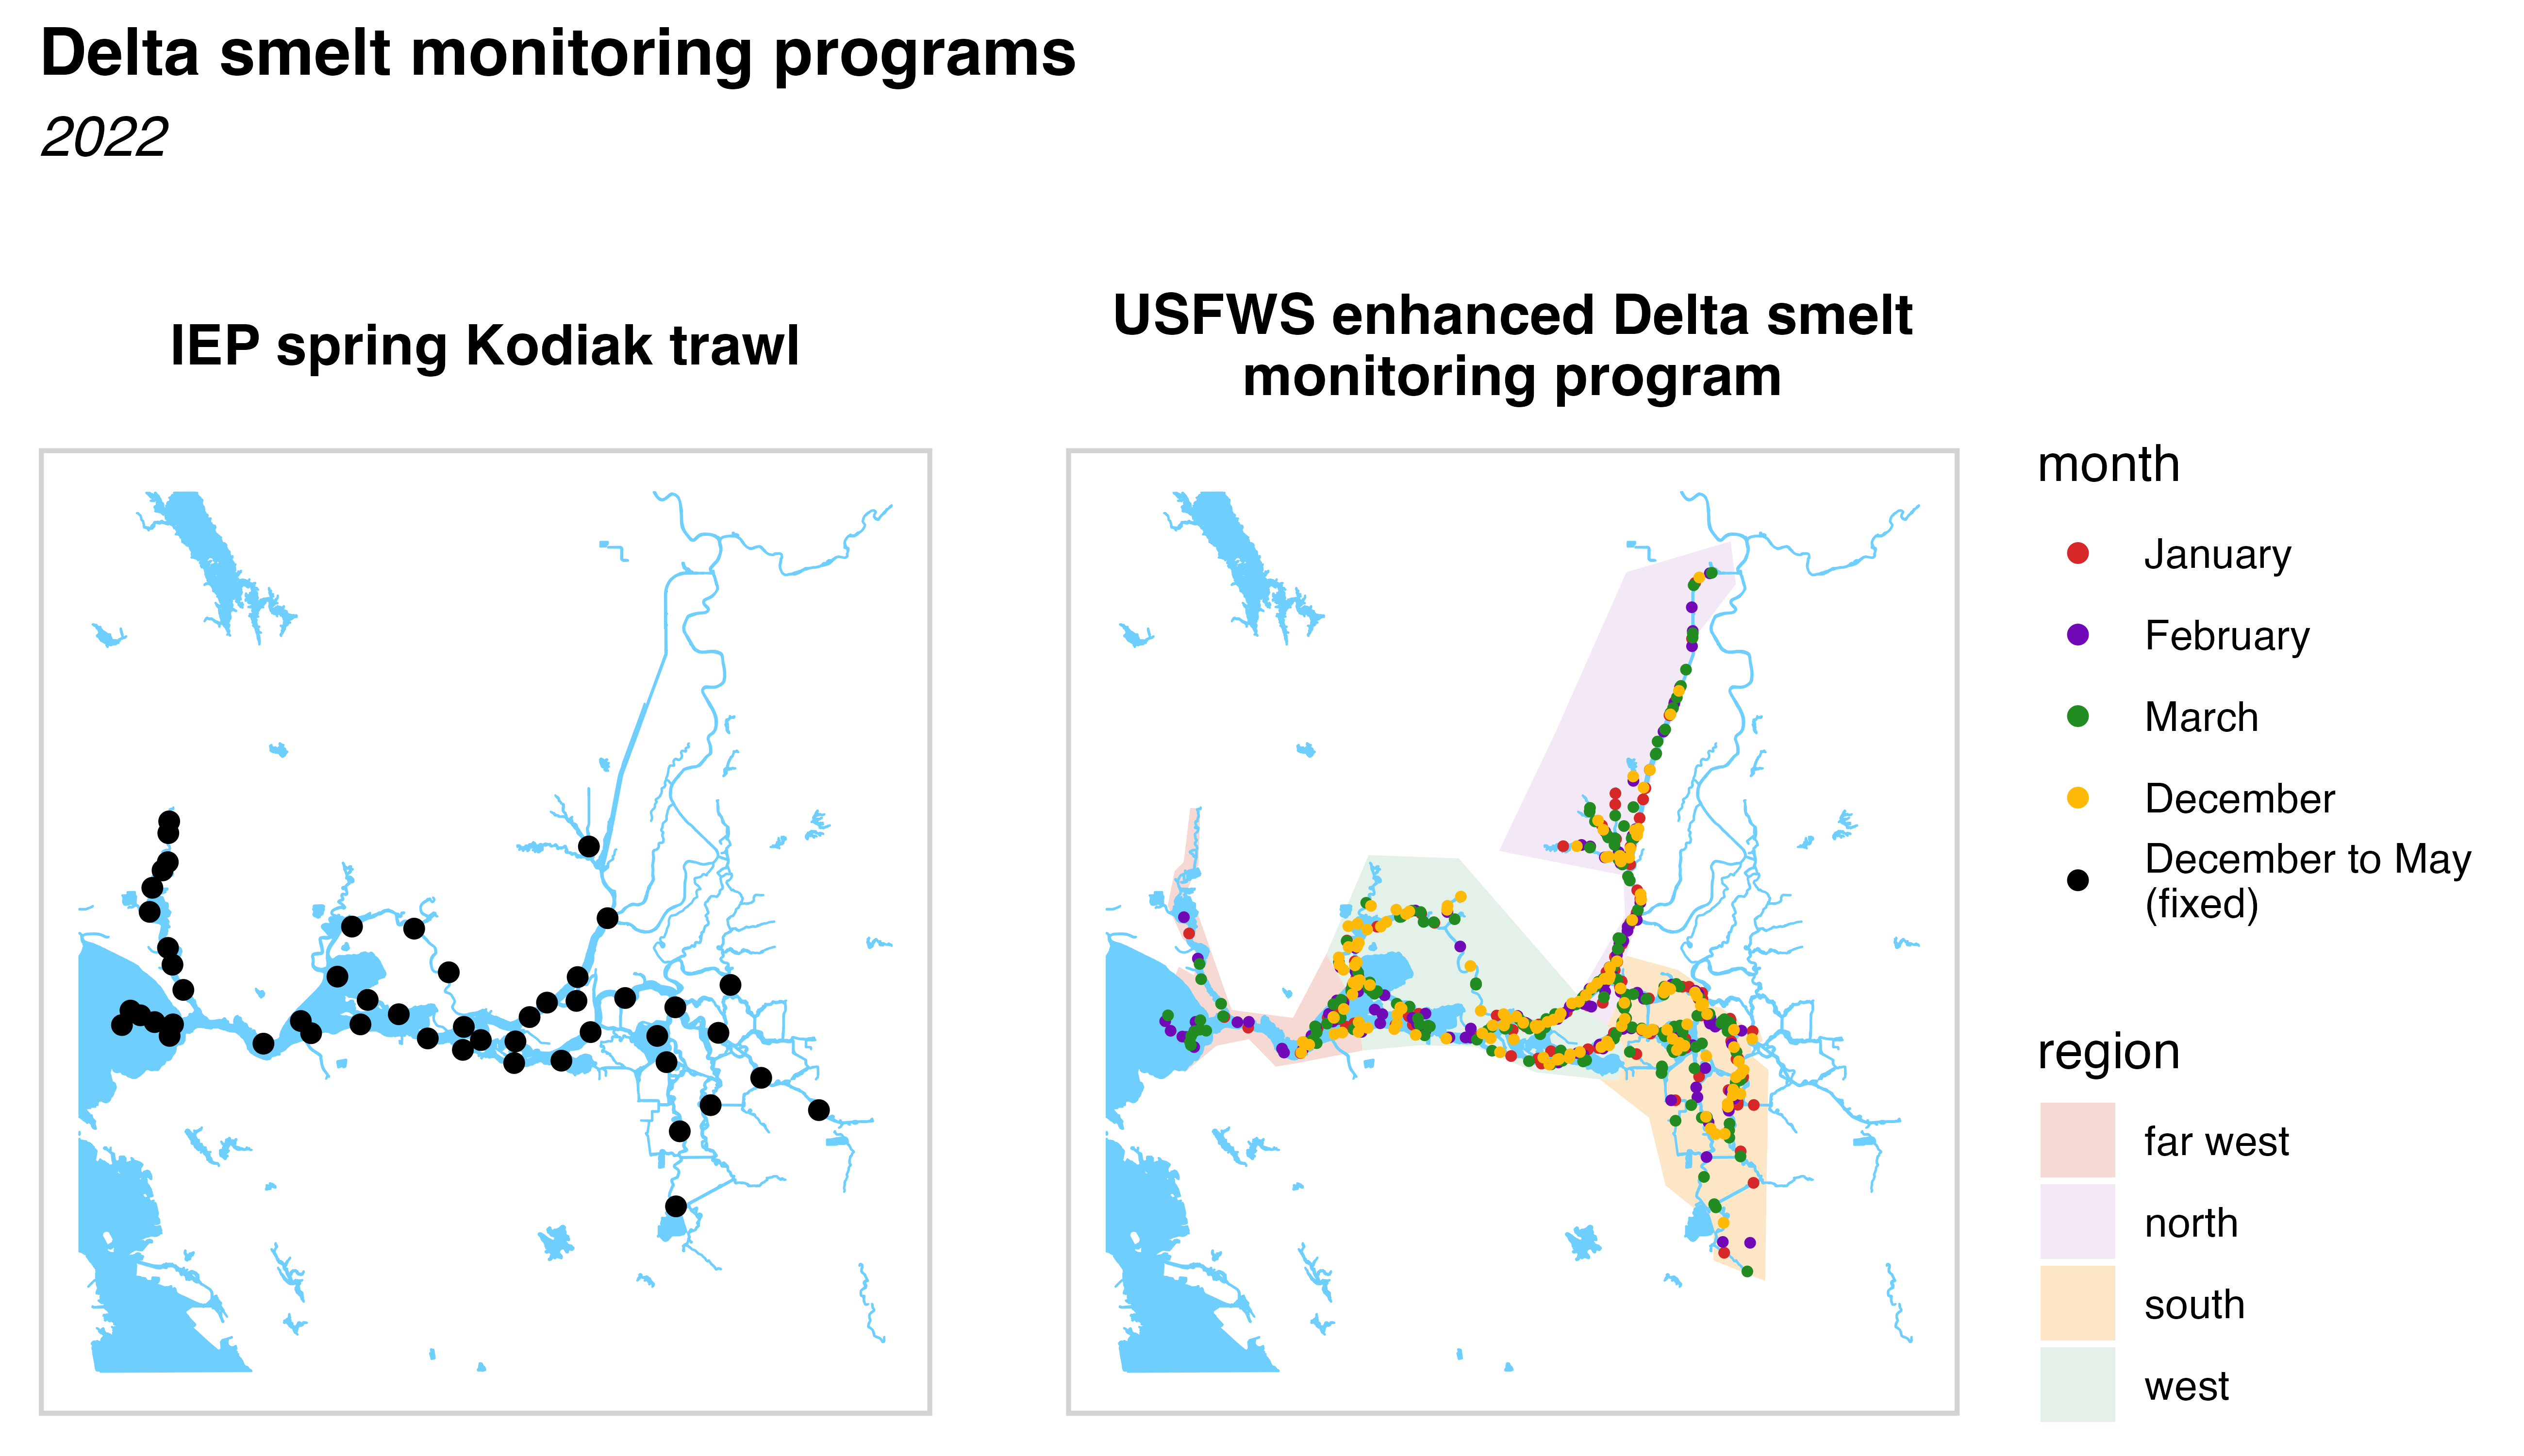 Delta smelt monitoring programs
2022
IEP spring Kodiak trawl
USFWS enhanced Delta smelt
monitoring program
month
January
February
March
December
December to May
(fixed)
region
far west
north
south
west